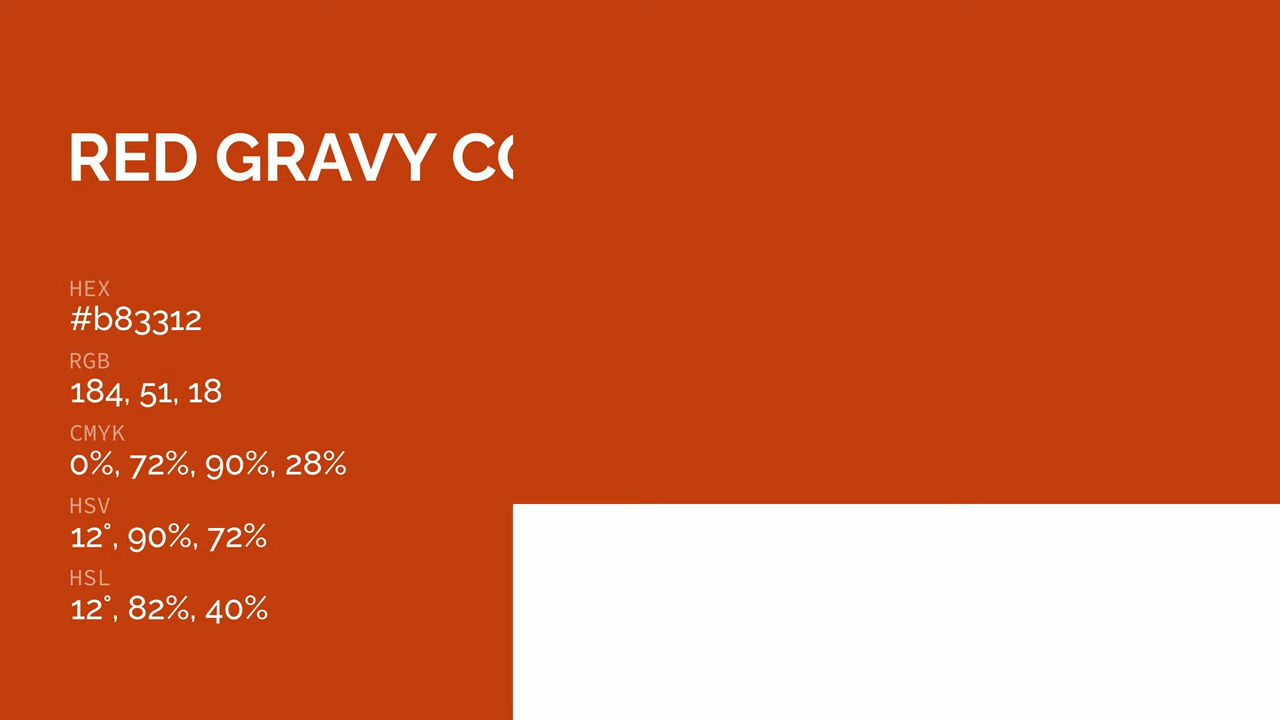 RED GRAVY CO
HEX
#b83312
RGB
184, 51, 18
CMYK
0%, 72%, 90%, 28%
HSV
12°, 90%, 72%
HSL
12°, 82%, 40%